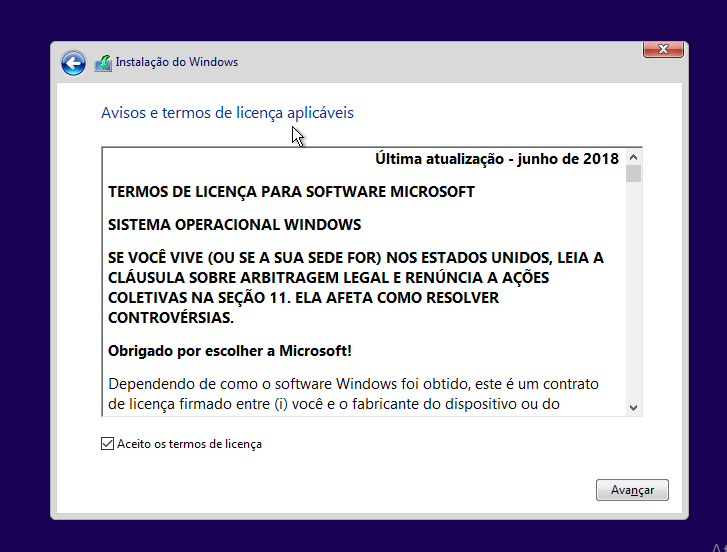 Instalação do Windows
Avisos e termos de licença aplicáveis
Última atualização - junho de 2018
TERMOS DE LICENÇA PARA SOFTWARE MICROSOFT
SISTEMA OPERACIONAL WINDOWS
SE VOCÊ VIVE (OU SE A SUA SEDE FOR) NOS ESTADOS UNIDOS, LEIA A
CLÁUSULA SOBRE ARBITRAGEM LEGAL E RENÚNCIA A AÇÕES
COLETIVAS NA SEÇÃO 11. ELA AFETA COMO RESOLVER
CONTROVÉRSIAS.
Obrigado por escolher a Microsoft!
Dependendo de como o software Windows foi obtido, este é um contrato
de licença firmado entre (i) você e o fabricante do dispositivo ou do
Aceito os termos de licença
Avançar